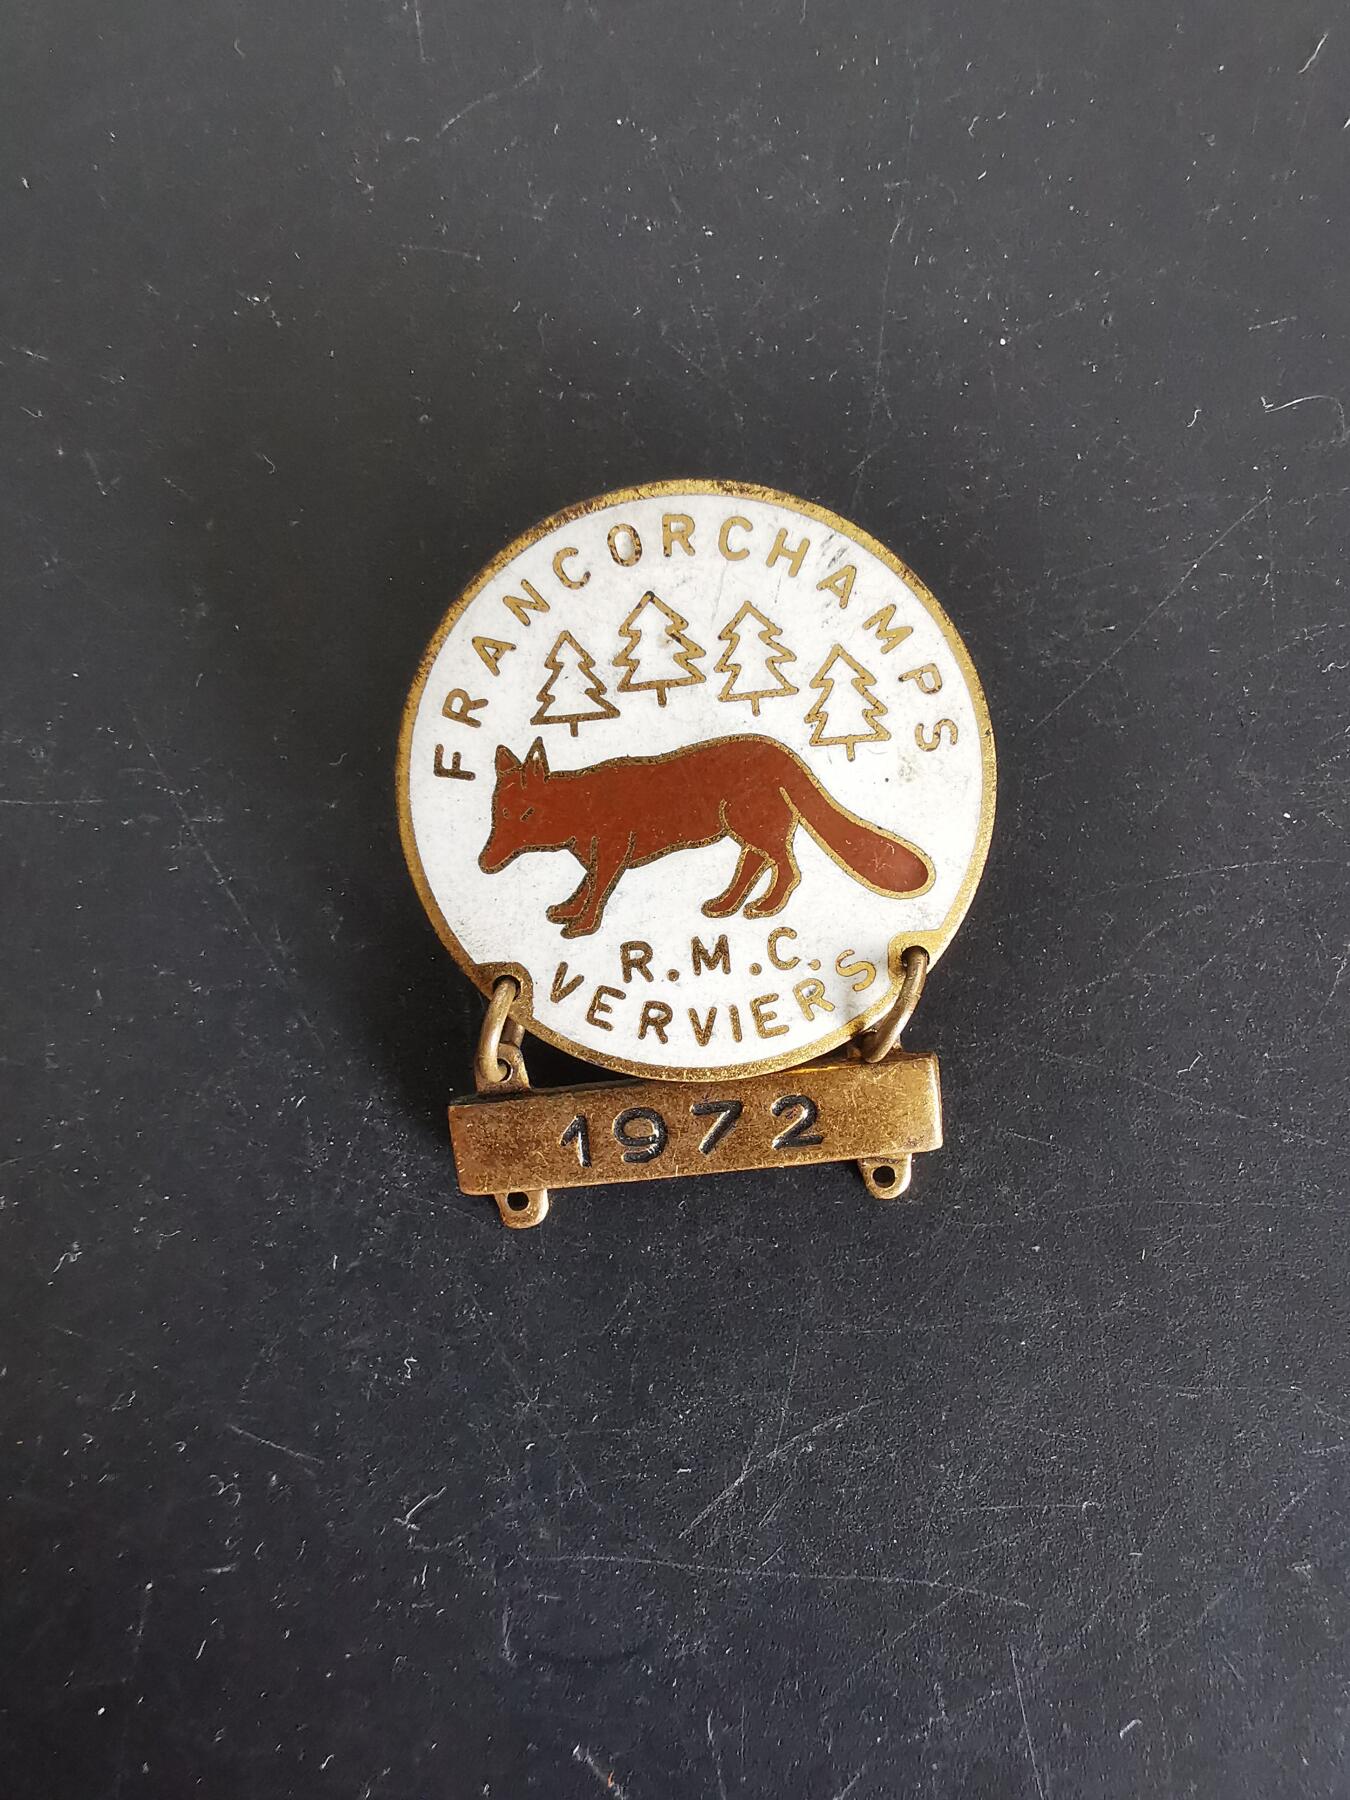 FRANCORCHAMPS
R.M.C.
VERVIERS
1972